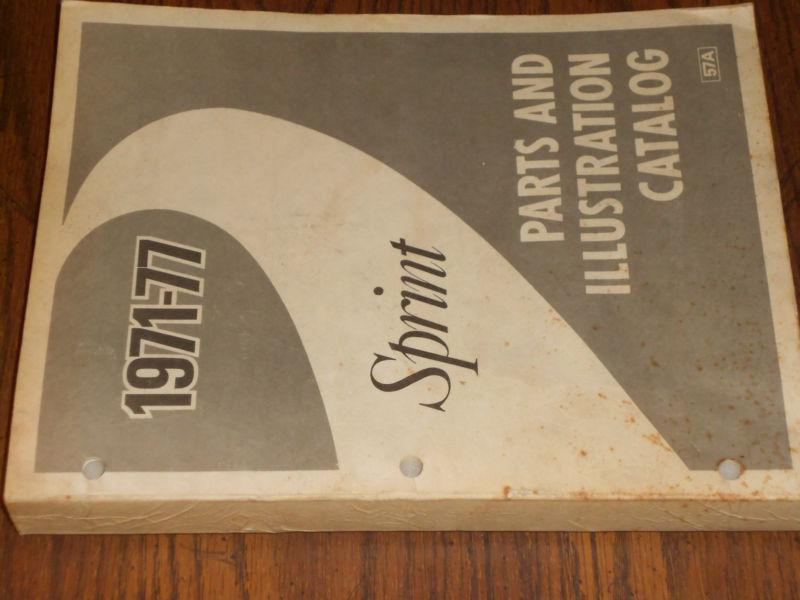 57A
PARTS AND
ILLUSTRATION
CATALOG
Sprint
1971-77